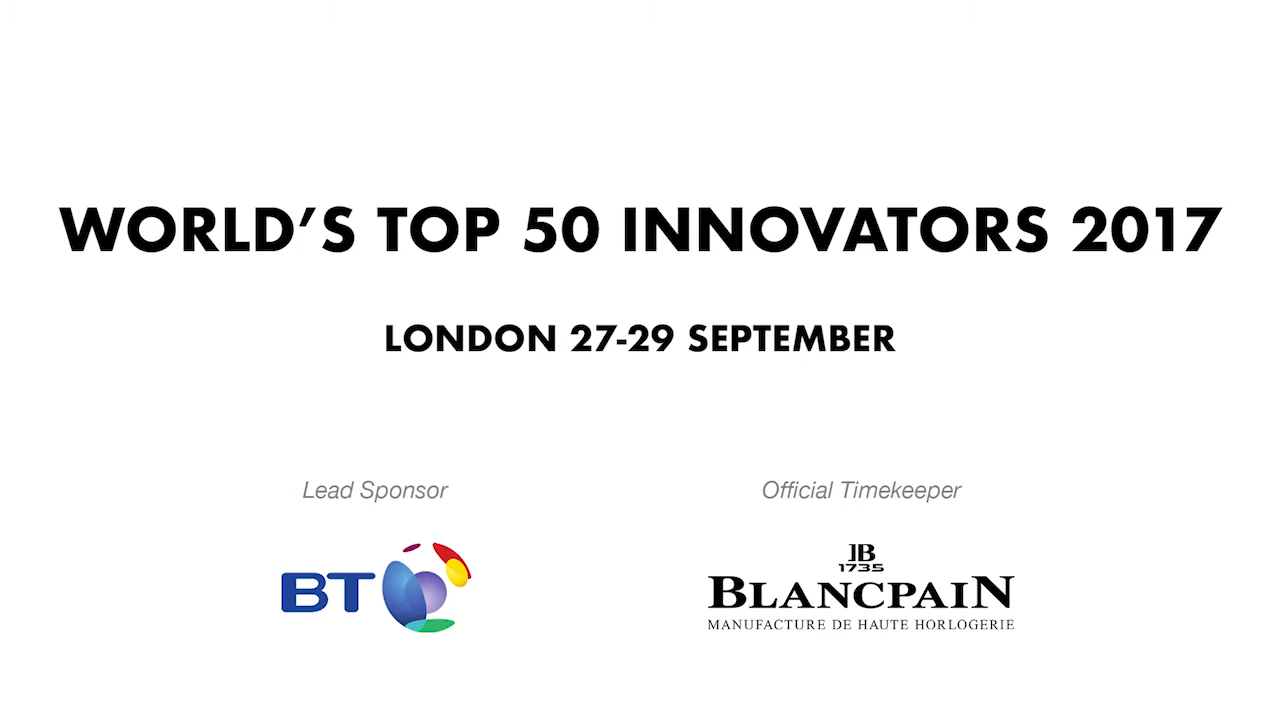 WORLD’S TOP 50 INNOVATORS 2017
LONDON 27-29 SEPTEMBER
Lead Sponsor
Official Timekeeper
BT
JB
1735
BLANCPAIN
MANUFACTURE DE HAUTE HORLOGERIE